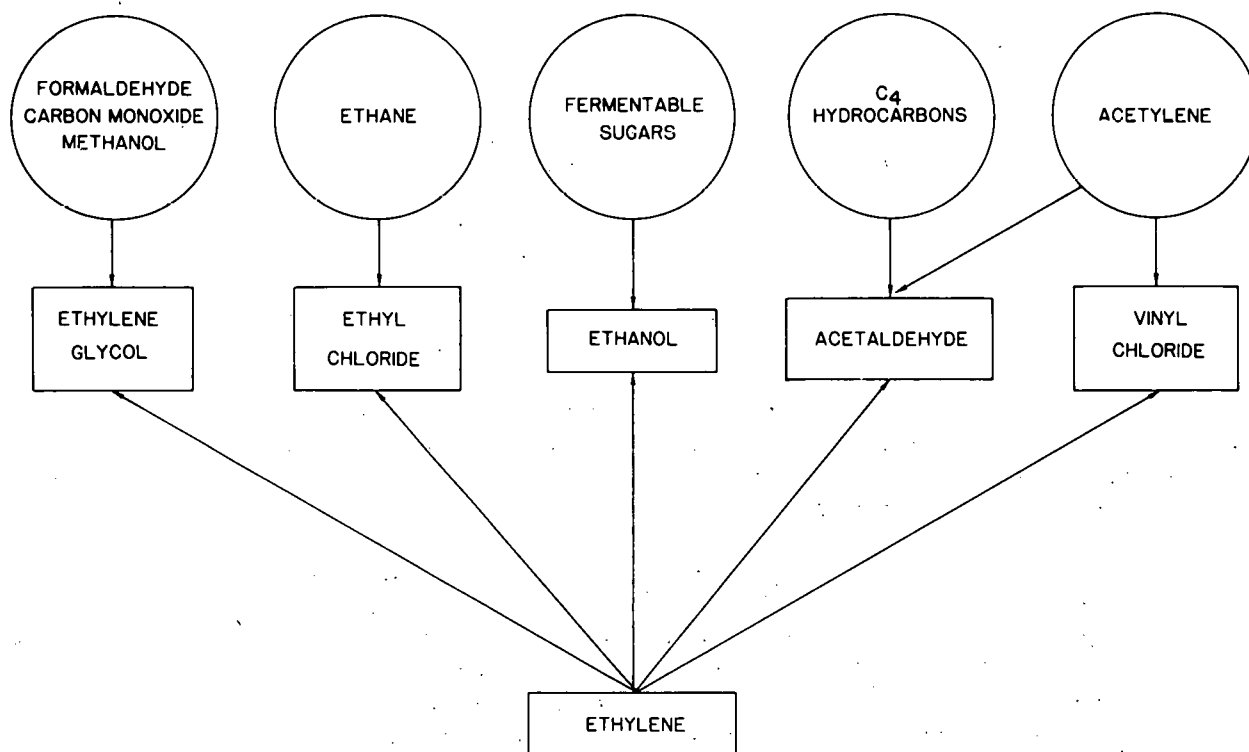 FORMALDEHYDE
CARBON MONOXIDE
METHANOL
ETHANE
FERMENTABLE
SUGARS
C4
HYDROCARBONS
ACETYLENE
ETHYLENE
GLYCOL
ETHYL
CHLORIDE
ETHANOL
ACETALDEHYDE
VINYL
CHLORIDE
ETHYLENE